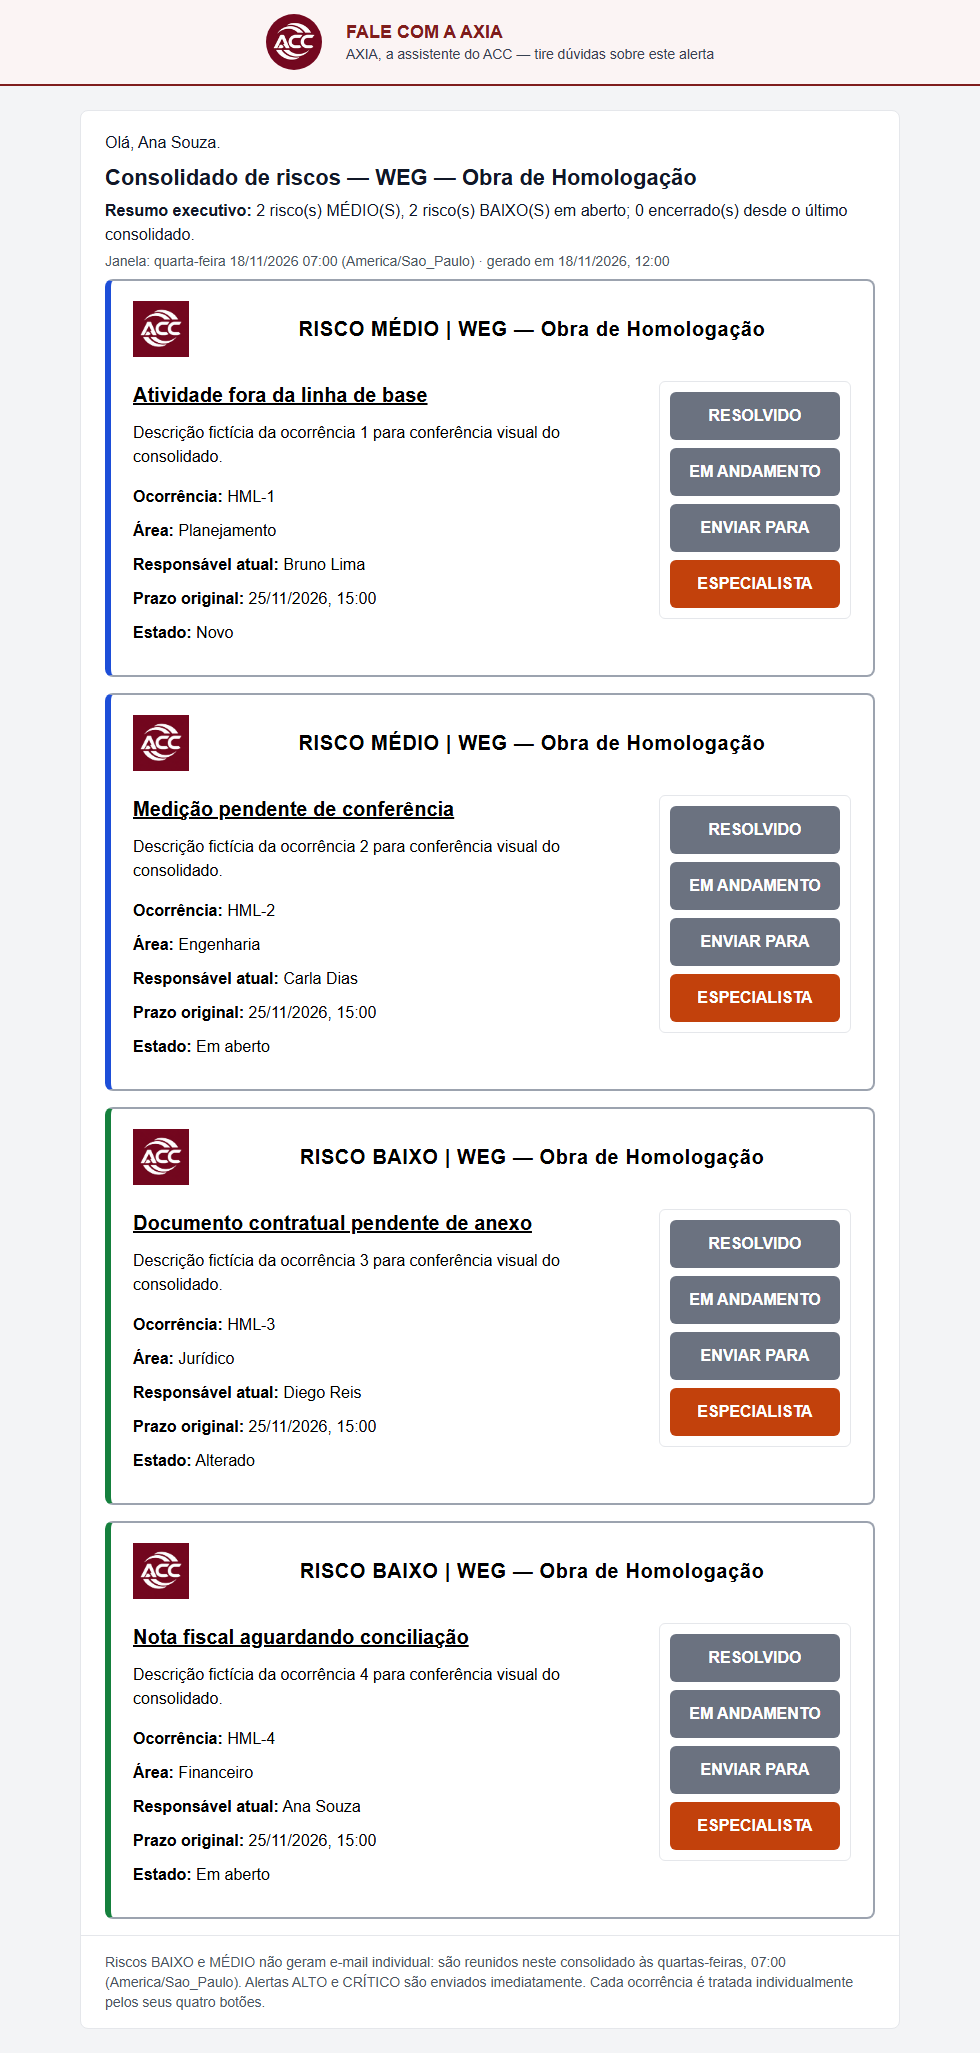 ACC
FALE COM A AXIA
AXIA, a assistente do ACC — tire dúvidas sobre este alerta
Olá, Ana Souza.
Consolidado de riscos — WEG — Obra de Homologação
Resumo executivo: 2 risco(s) MÉDIO(S), 2 risco(s) BAIXO(S) em aberto; 0 encerrado(s) desde o último
consolidado.
Janela: quarta-feira 18/11/2026 07:00 (America/Sao_Paulo) · gerado em 18/11/2026, 12:00
ACC
RISCO MÉDIO | WEG — Obra de Homologação
Atividade fora da linha de base
Descrição fictícia da ocorrência 1 para conferência visual do
consolidado.
Ocorrência: HML-1
Área: Planejamento
Responsável atual: Bruno Lima
Prazo original: 25/11/2026, 15:00
Estado: Novo
RESOLVIDO
EM ANDAMENTO
ENVIAR PARA
ESPECIALISTA
ACC
RISCO MÉDIO | WEG — Obra de Homologação
Medição pendente de conferência
Descrição fictícia da ocorrência 2 para conferência visual do
consolidado.
Ocorrência: HML-2
Área: Engenharia
Responsável atual: Carla Dias
Prazo original: 25/11/2026, 15:00
Estado: Em aberto
RESOLVIDO
EM ANDAMENTO
ENVIAR PARA
ESPECIALISTA
ACC
RISCO BAIXO | WEG — Obra de Homologação
Documento contratual pendente de anexo
Descrição fictícia da ocorrência 3 para conferência visual do
consolidado.
Ocorrência: HML-3
Área: Jurídico
Responsável atual: Diego Reis
Prazo original: 25/11/2026, 15:00
Estado: Alterado
RESOLVIDO
EM ANDAMENTO
ENVIAR PARA
ESPECIALISTA
ACC
RISCO BAIXO | WEG — Obra de Homologação
Nota fiscal aguardando conciliação
Descrição fictícia da ocorrência 4 para conferência visual do
consolidado.
Ocorrência: HML-4
Área: Financeiro
Responsável atual: Ana Souza
Prazo original: 25/11/2026, 15:00
Estado: Em aberto
RESOLVIDO
EM ANDAMENTO
ENVIAR PARA
ESPECIALISTA
Riscos BAIXO e MÉDIO não geram e-mail individual: são reunidos neste consolidado às quartas-feiras, 07:00
(America/Sao_Paulo). Alertas ALTO e CRÍTICO são enviados imediatamente. Cada ocorrência é tratada individualmente
pelos seus quatro botões.